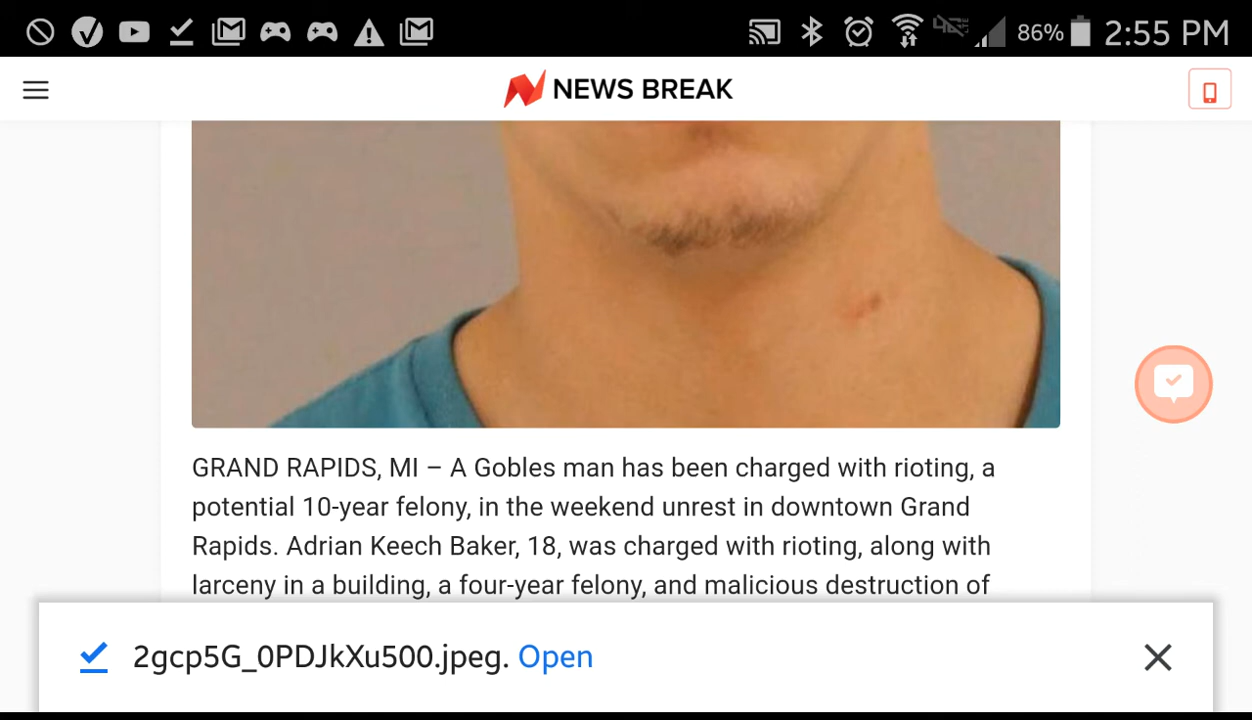 86% 2:55 PM
NEWS BREAK
GRAND RAPIDS, MI – A Gobles man has been charged with rioting, a
potential 10-year felony, in the weekend unrest in downtown Grand
Rapids. Adrian Keech Baker, 18, was charged with rioting, along with
larceny in a building, a four-year felony, and malicious destruction of
2gcp5G_0PDJkXu500.jpeg. Open